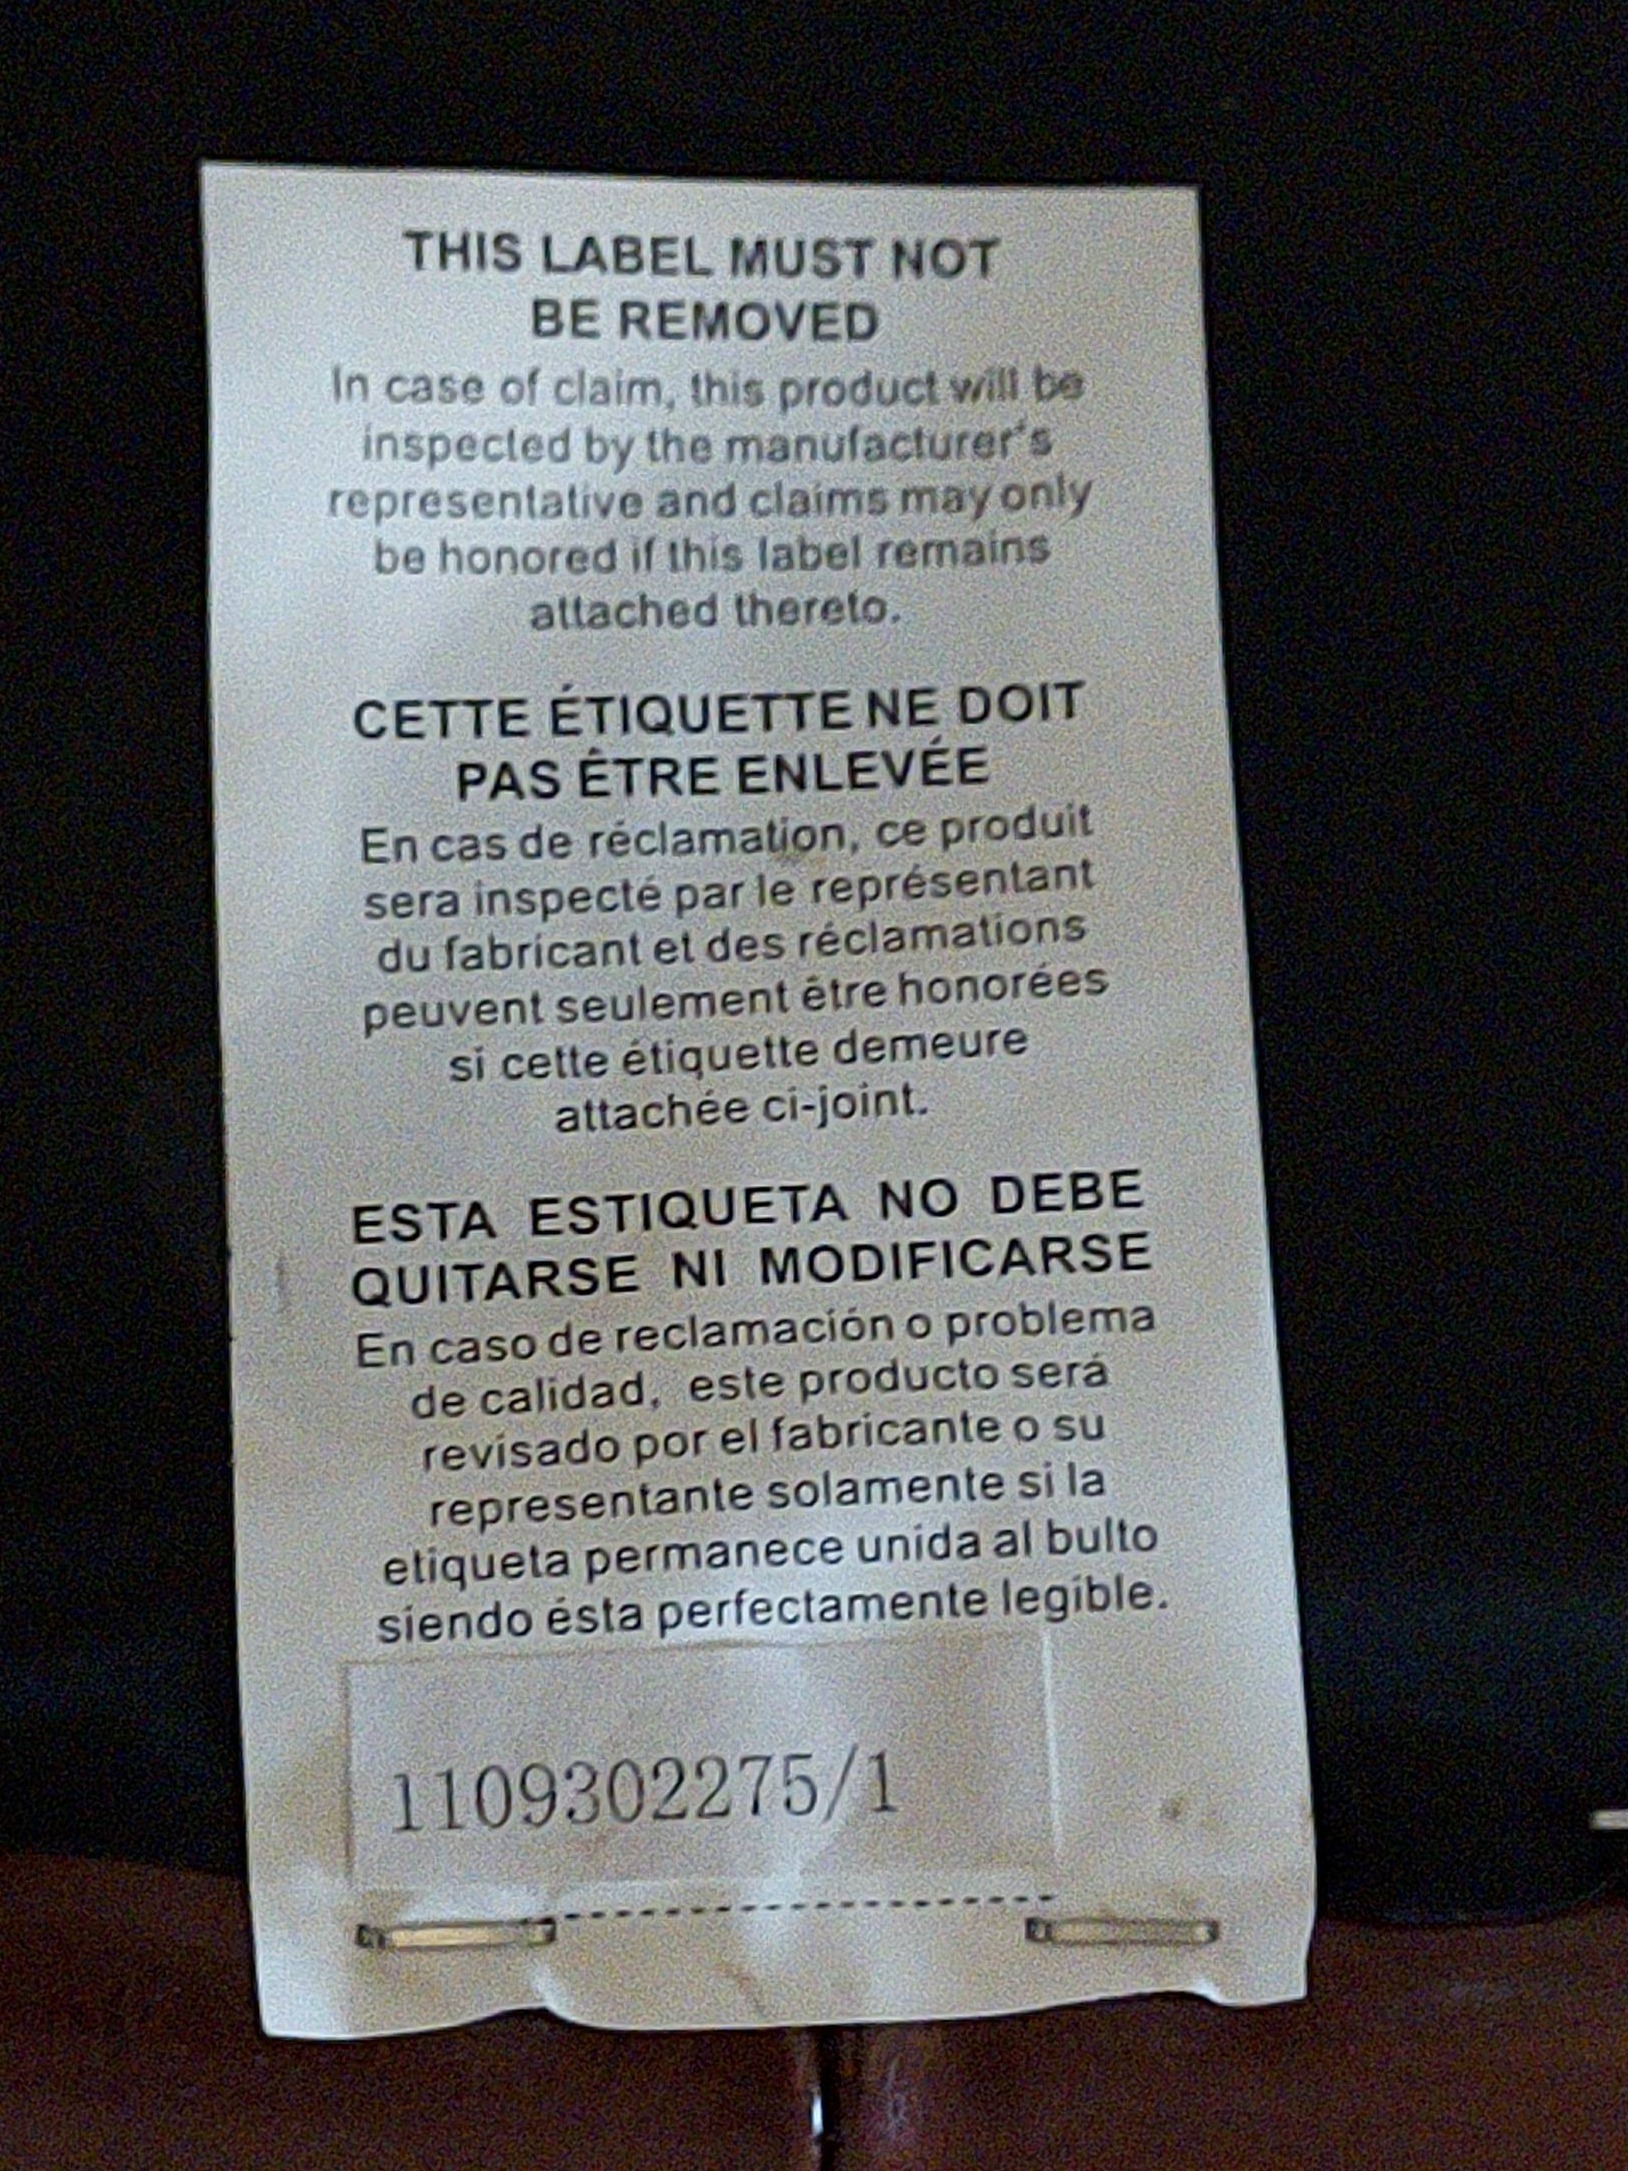 THIS LABEL MUST NOT
BE REMOVED
In case of claim, this product will be
inspected by the manufacturer's
representative and claims may only
be honored if this label remains
attached thereto.
CETTE ÉTIQUETTE NE DOIT
PAS ÊTRE ENLEVÉE
En cas de réclamation, ce produit
sera inspecté par le représentant
du fabricant et des réclamations
peuvent seulement être honorées
si cette étiquette demeure
attachée ci-joint.
ESTA ESTIQUETA NO DEBE
QUITARSE NI MODIFICARSE
En caso de reclamación o problema
de calidad, este producto será
revisado por el fabricante o su
representante solamente si la
etiqueta permanece unida al bulto
siendo ésta perfectamente legible.
1109302275/1